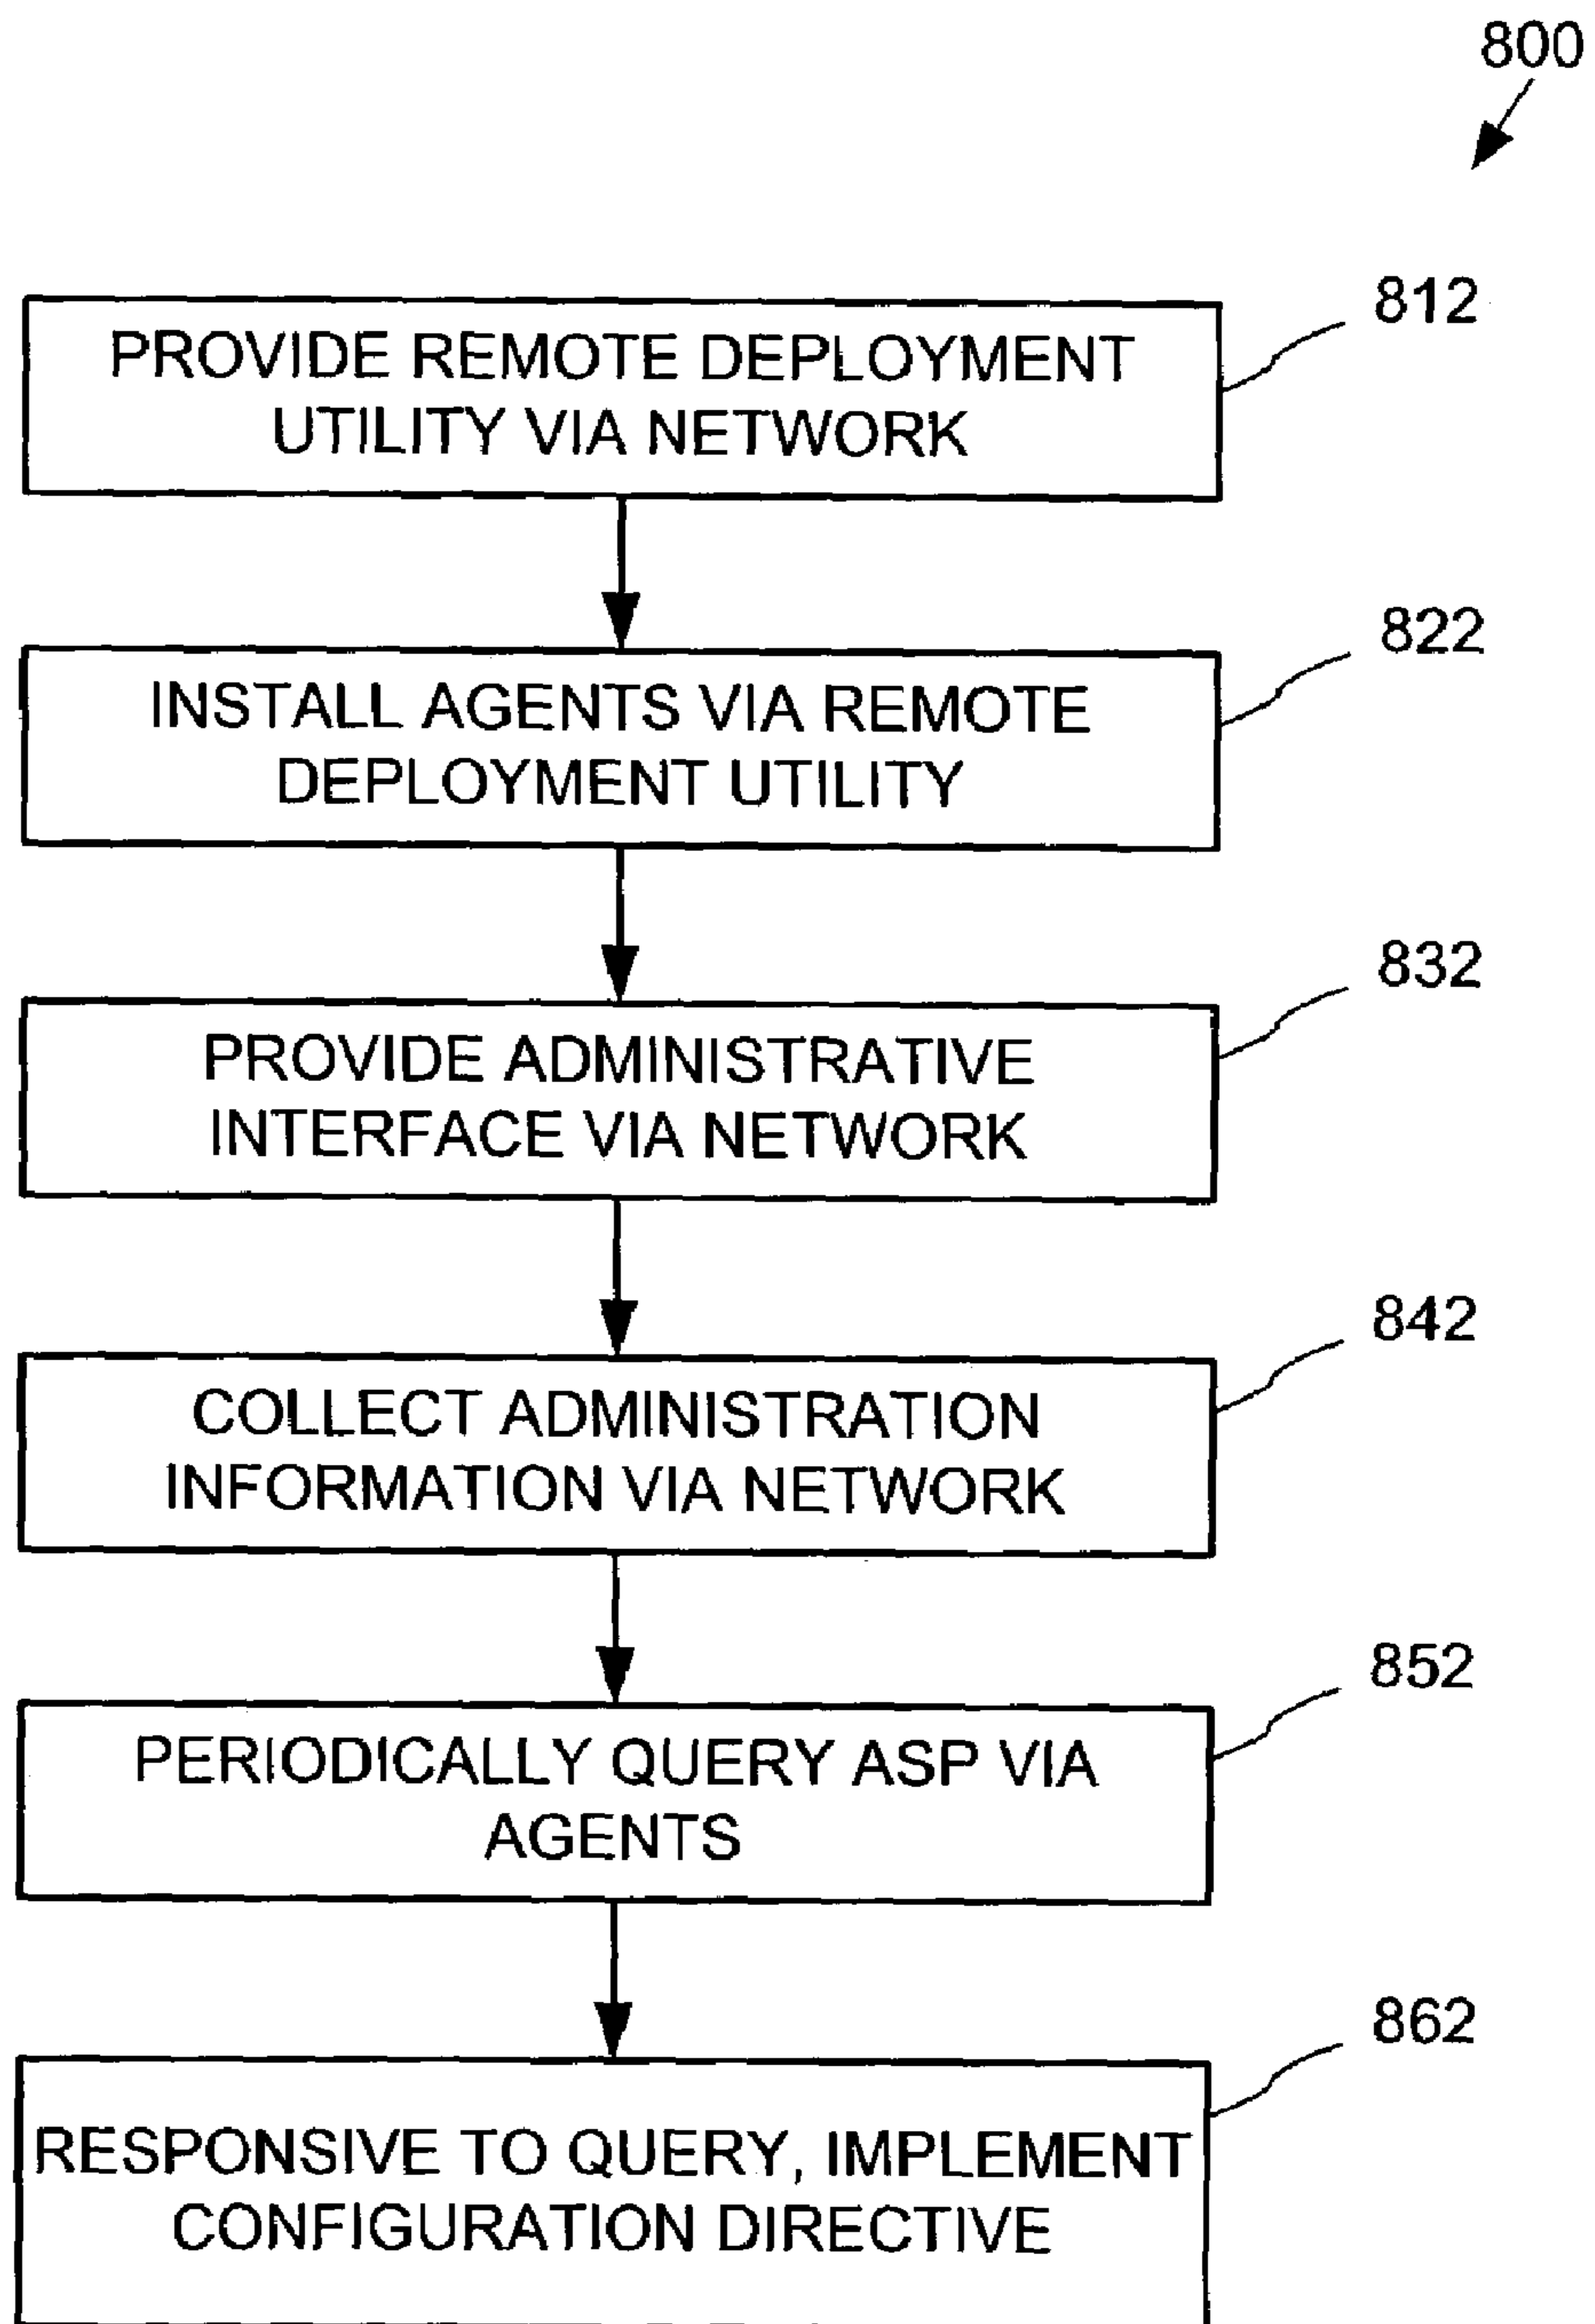 800
812
PROVIDE REMOTE DEPLOYMENT
UTILITY VIA NETWORK
822
INSTALL AGENTS VIA REMOTE
DEPLOYMENT UTILITY
832
PROVIDE ADMINISTRATIVE
INTERFACE VIA NETWORK
842
COLLECT ADMINISTRATION
INFORMATION VIA NETWORK
852
PERIODICALLY QUERY ASP VIA
AGENTS
862
RESPONSIVE TO QUERY, IMPLEMENT
CONFIGURATION DIRECTIVE